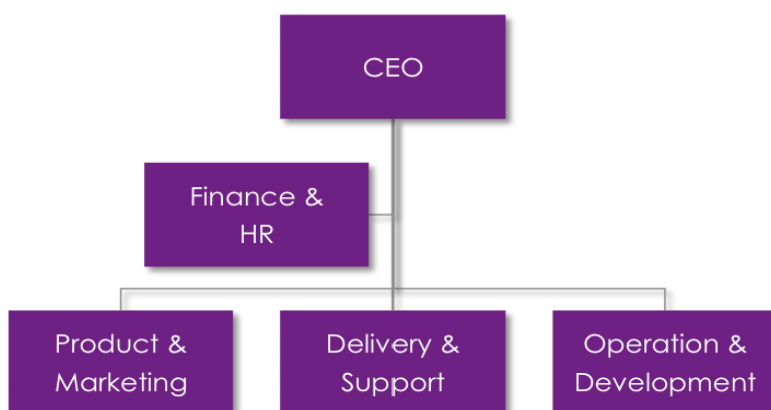 CEO
Finance &
HR
Product &
Marketing
Delivery &
Support
Operation &
Development